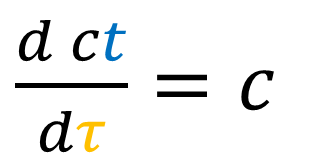 d ct
dτ
= c